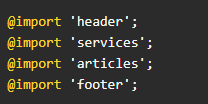 @import 'header';
@import 'services';
@import 'articles';
@import 'footer';